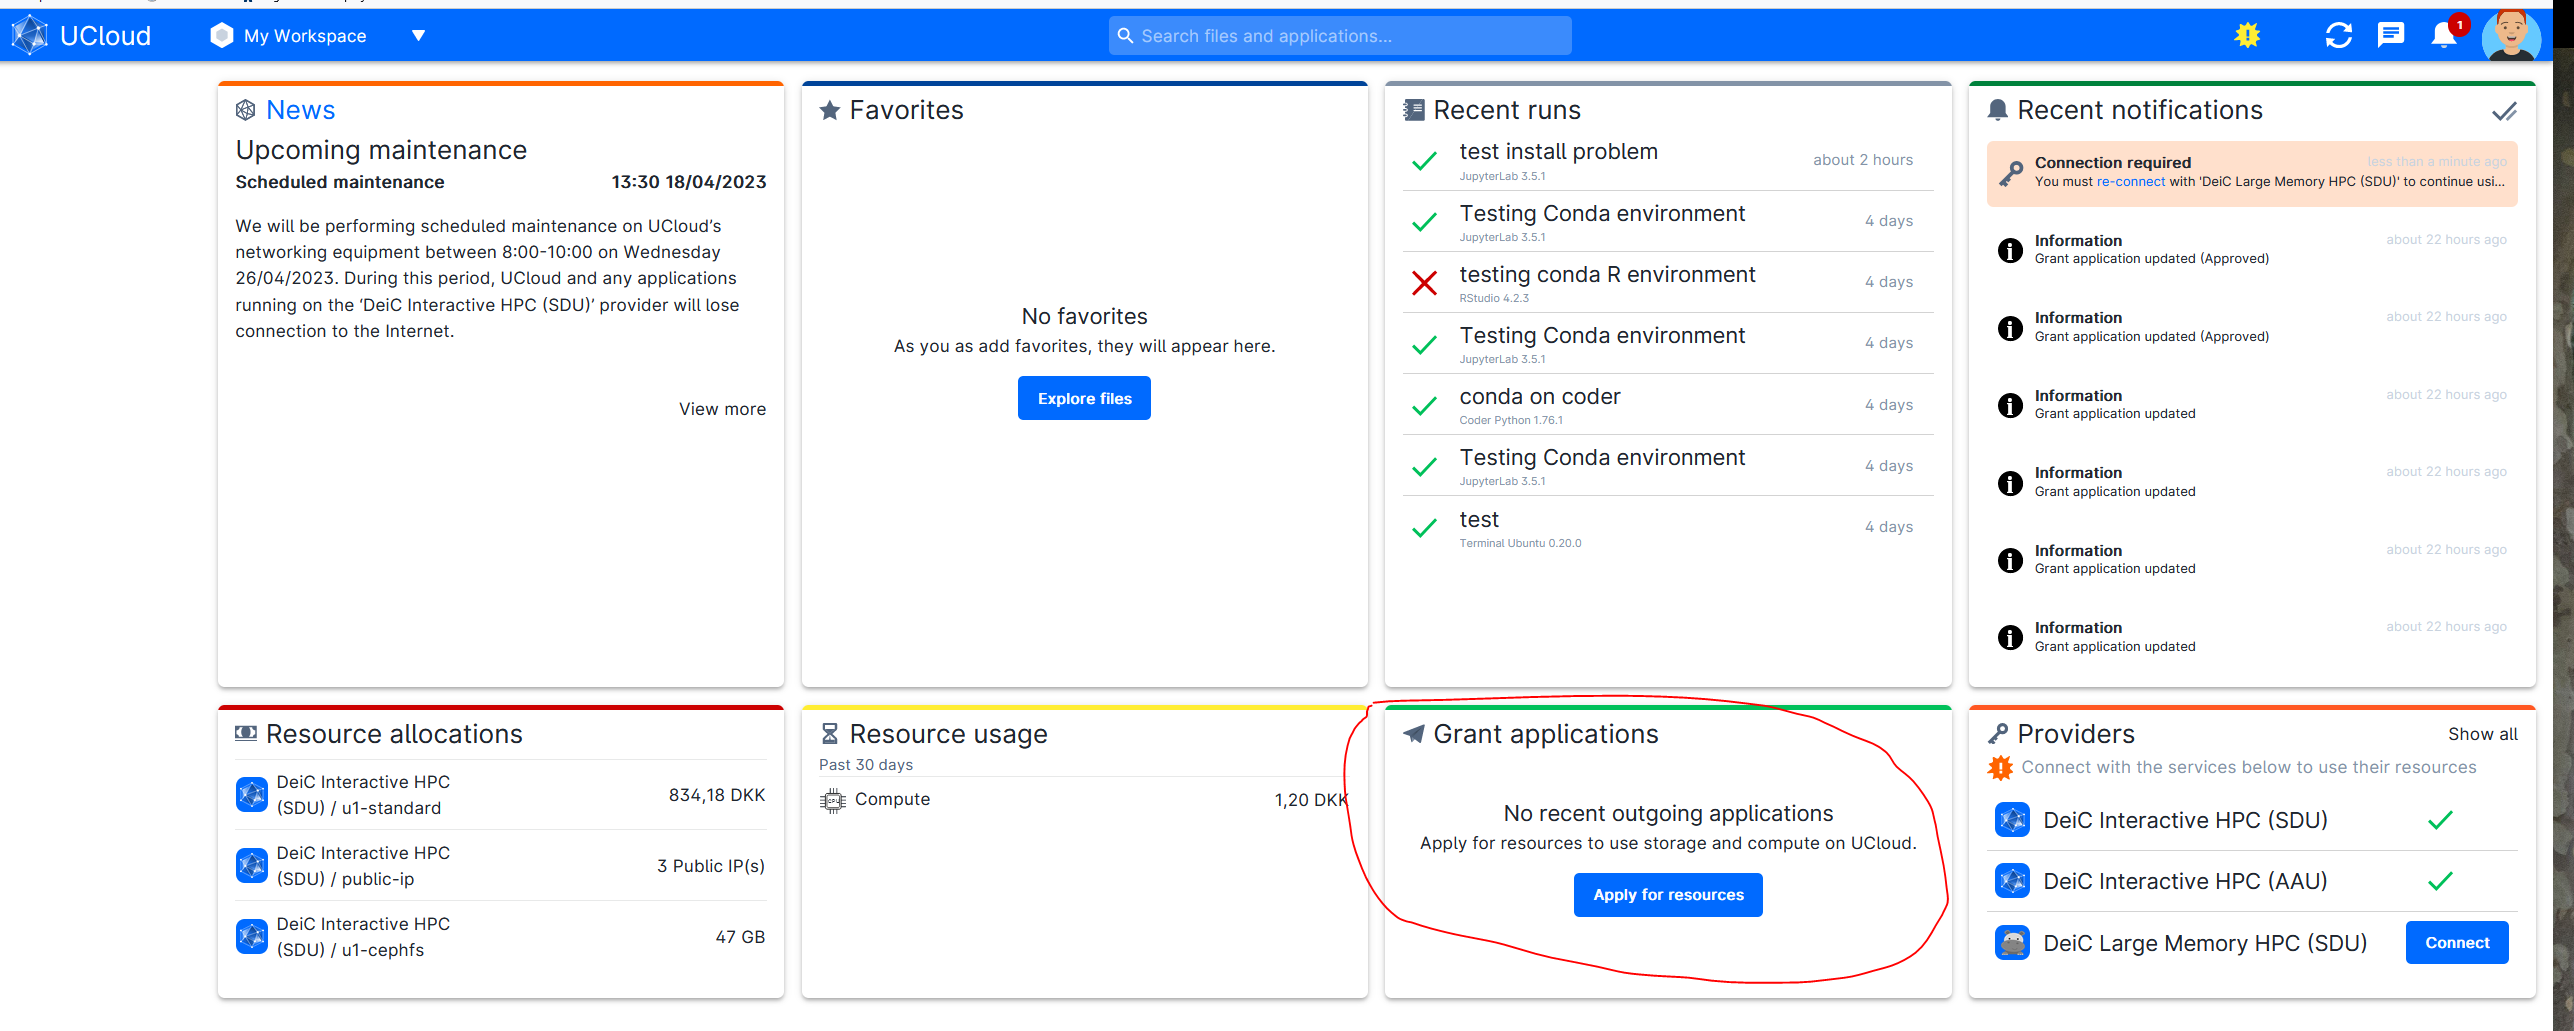 UCloud
My Workspace
Search files and applications...
1
News
Upcoming maintenance
Scheduled maintenance 13:30 18/04/2023
We will be performing scheduled maintenance on UCloud’s
networking equipment between 8:00-10:00 on Wednesday
26/04/2023. During this period, UCloud and any applications
running on the ‘DeiC Interactive HPC (SDU)’ provider will lose
connection to the Internet.
View more
Favorites
No favorites
As you as add favorites, they will appear here.
Explore files
Recent runs
test install problem about 2 hours
JupyterLab 3.5.1
Testing Conda environment 4 days
JupyterLab 3.5.1
testing conda R environment 4 days
RStudio 4.2.3
Testing Conda environment 4 days
JupyterLab 3.5.1
conda on coder 4 days
Coder Python 1.76.1
Testing Conda environment 4 days
JupyterLab 3.5.1
test 4 days
Terminal Ubuntu 0.20.0
Recent notifications
Connection required less than a minute ago
You must re-connect with 'DeiC Large Memory HPC (SDU)' to continue usi...
Information about 22 hours ago
Grant application updated (Approved)
Information about 22 hours ago
Grant application updated (Approved)
Information about 22 hours ago
Grant application updated
Information about 22 hours ago
Grant application updated
Information about 22 hours ago
Grant application updated
Information about 22 hours ago
Grant application updated
Resource allocations
DeiC Interactive HPC
(SDU) / u1-standard 834,18 DKK
DeiC Interactive HPC
(SDU) / public-ip 3 Public IP(s)
DeiC Interactive HPC
(SDU) / u1-cephfs 47 GB
Resource usage
Past 30 days
CPU Compute 1,20 DKK
Grant applications
No recent outgoing applications
Apply for resources to use storage and compute on UCloud.
Apply for resources
Providers Show all
Connect with the services below to use their resources
DeiC Interactive HPC (SDU)
DeiC Interactive HPC (AAU)
DeiC Large Memory HPC (SDU) Connect